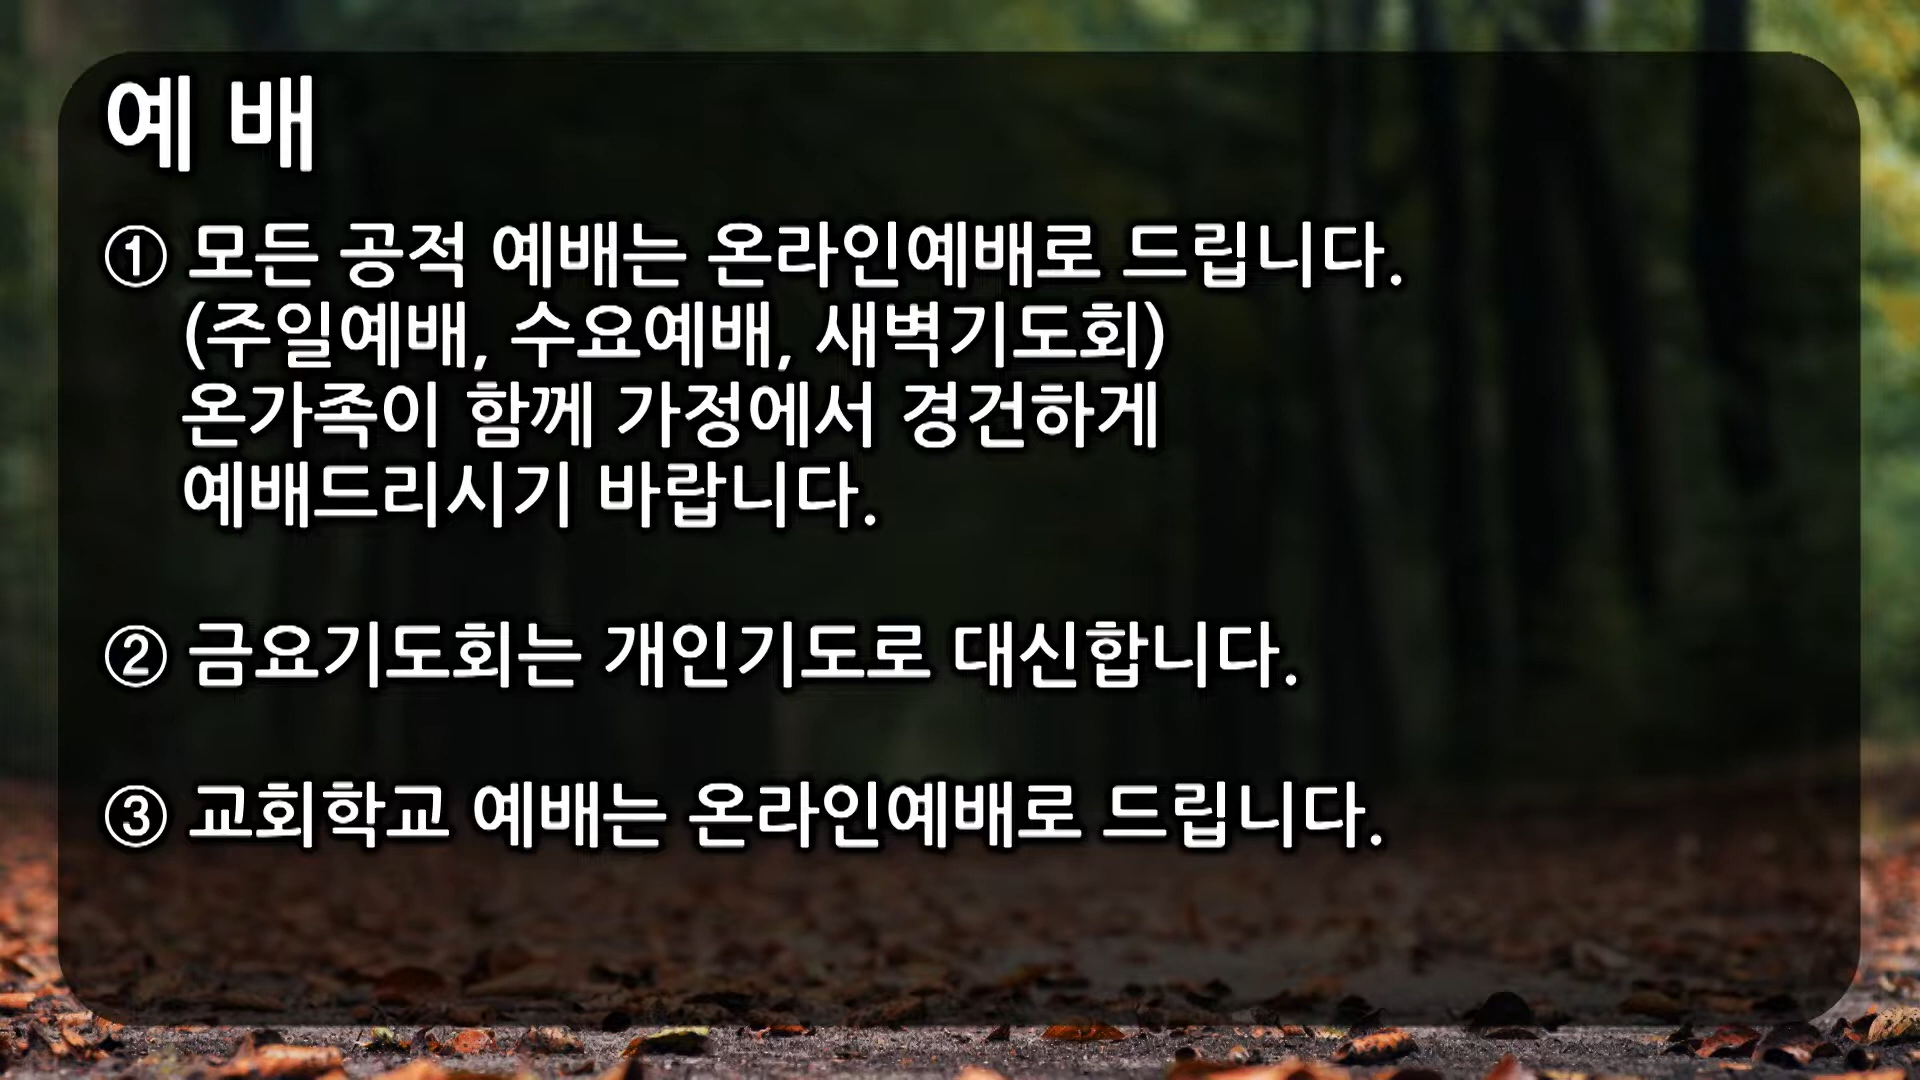 예 배
① 모든 공적 예배는 온라인예배로 드립니다.
(주일예배, 수요예배, 새벽기도회)
온가족이 함께 가정에서 경건하게
예배드리시기 바랍니다.
② 금요기도회는 개인기도로 대신합니다.
③ 교회학교 예배는 온라인예배로 드립니다.